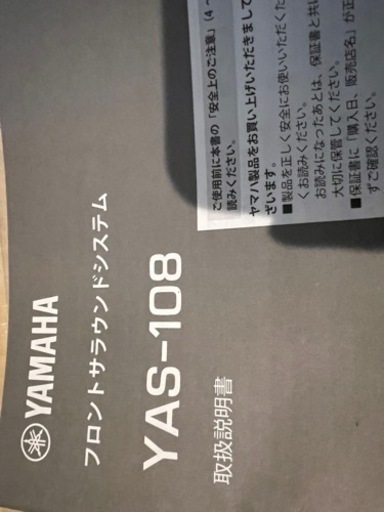 YAMAHA
フロントサラウンドシステム
YAS-108
取扱説明書
ご使用前に本書の「安全上のご注意」(4～
読みください。
ヤマハ製品をお買い上げいただきまして
ざいます。
■製品を正しく安全にお使いいただくた
くお読みください。
お読みになったあとは、保証書と共に
大切に保管してください。
■保証書に「購入日、販売店名」が正
ずご確認ください。